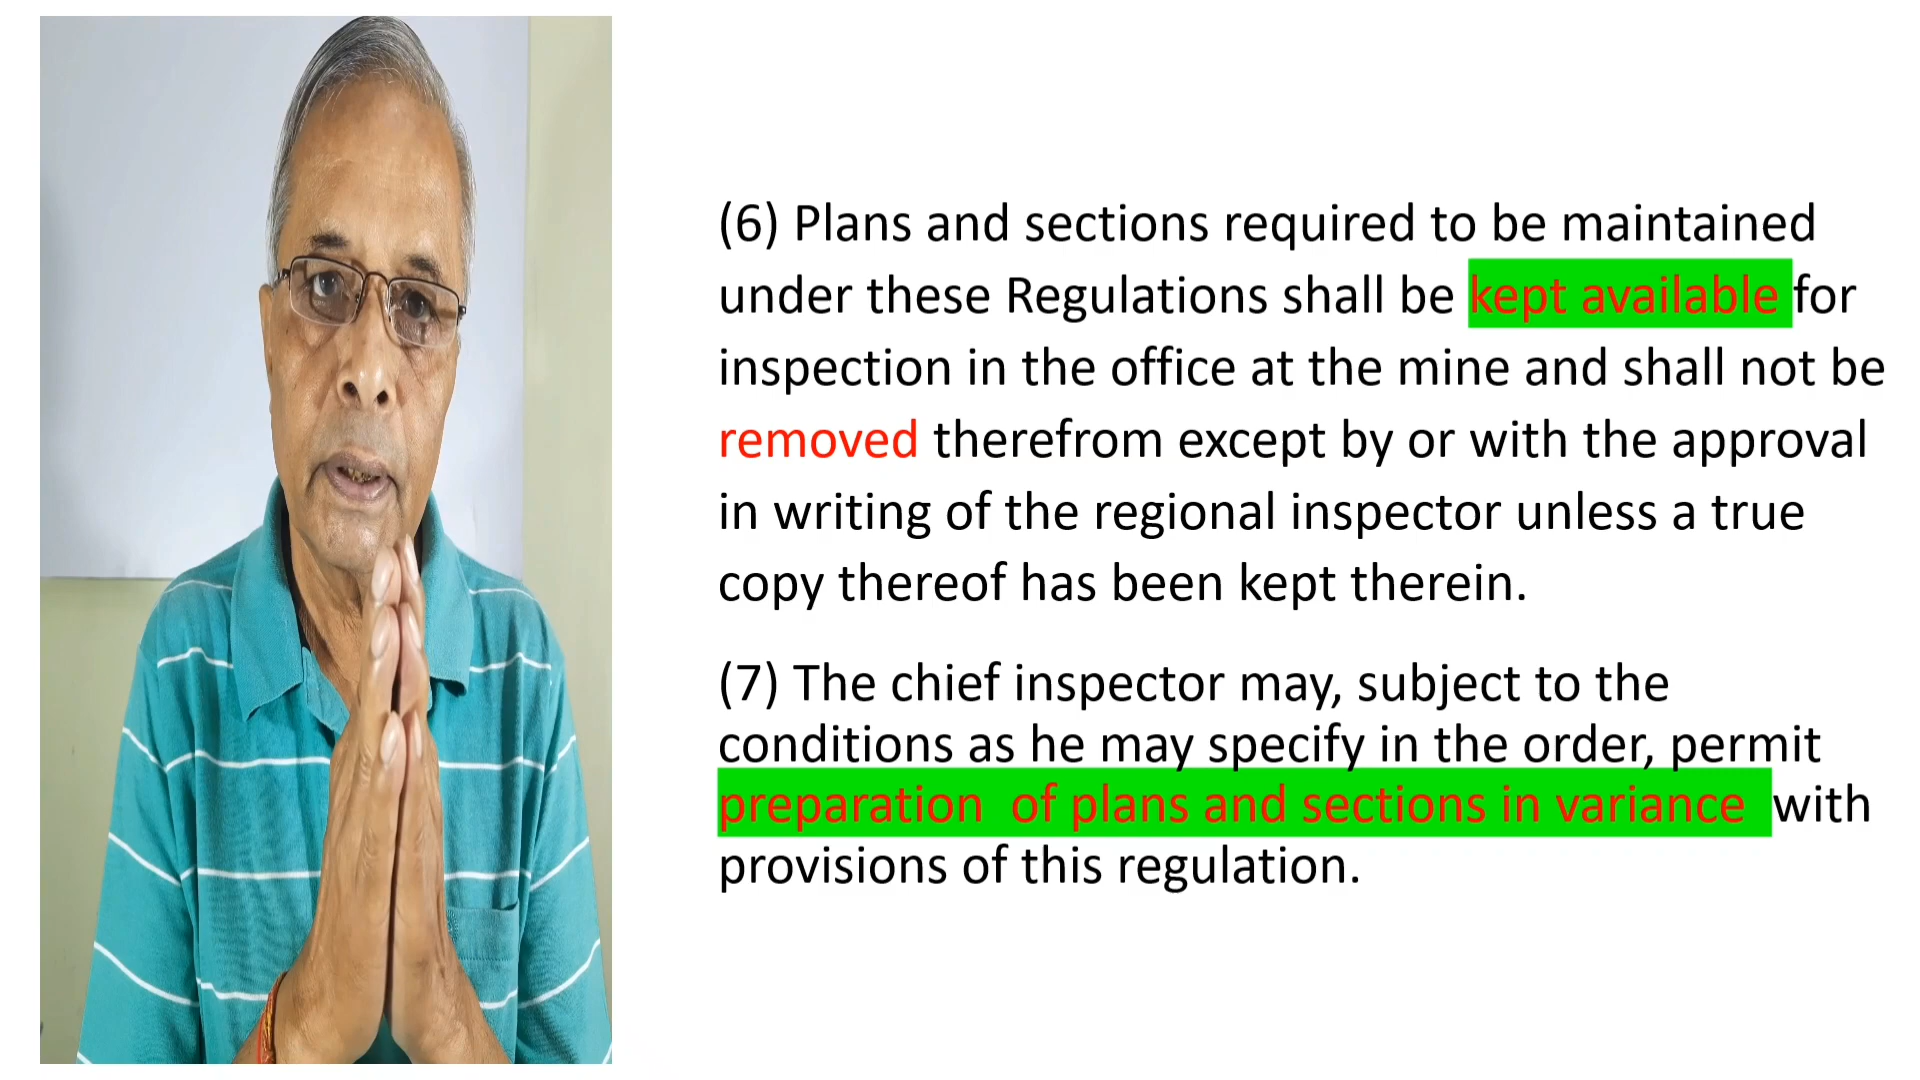 (6) Plans and sections required to be maintained
under these Regulations shall be kept available for
inspection in the office at the mine and shall not be
removed therefrom except by or with the approval
in writing of the regional inspector unless a true
copy thereof has been kept therein.
(7) The chief inspector may, subject to the
conditions as he may specify in the order, permit
preparation  of plans and sections in variance  with
provisions of this regulation.